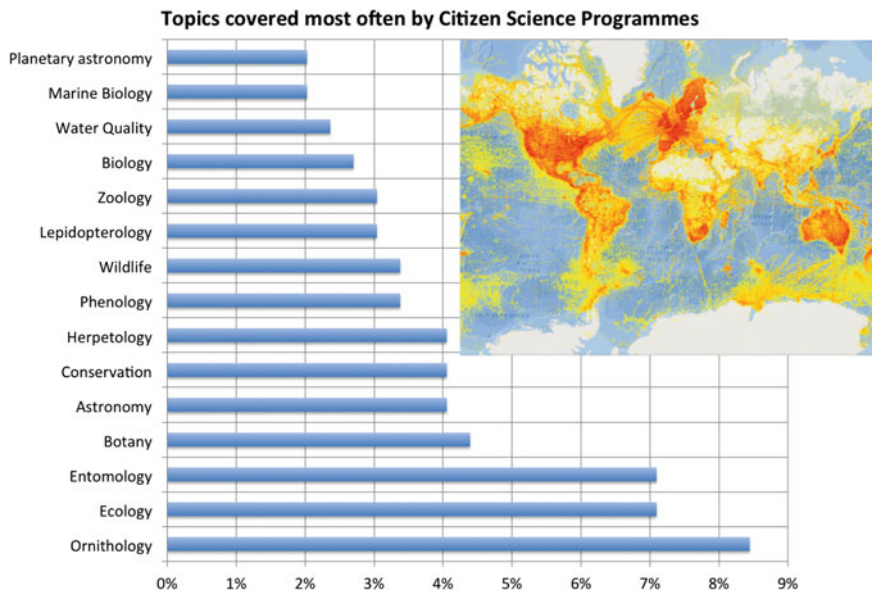 Topics covered most often by Citizen Science Programmes
Planetary astronomy
Marine Biology
Water Quality
Biology
Zoology
Lepidopterology
Wildlife
Phenology
Herpetology
Conservation
Astronomy
Botany
Entomology
Ecology
Ornithology
0% 1% 2% 3% 4% 5% 6% 7% 8% 9%